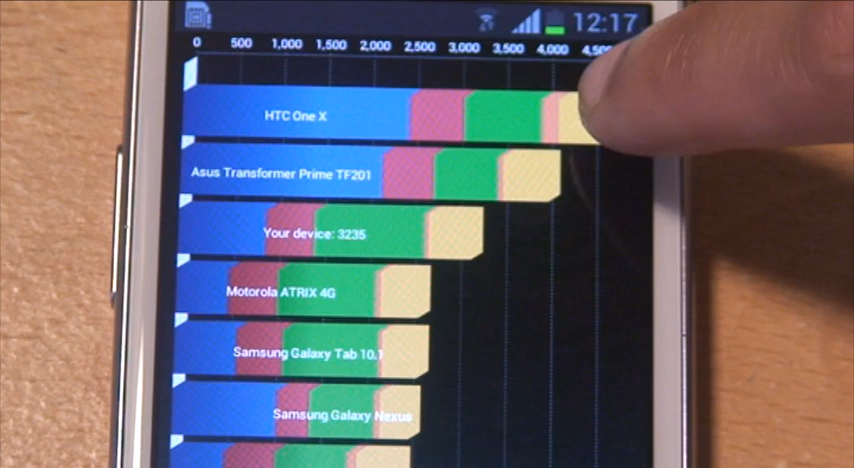 12:17
0 500 1,000 1,500 2,000 2,500 3,000 3,500 4,000 4,500
HTC One X
Asus Transformer Prime TF201
Your device: 3235
Motorola ATRIX 4G
Samsung Galaxy Tab 10.1
Samsung Galaxy Nexus